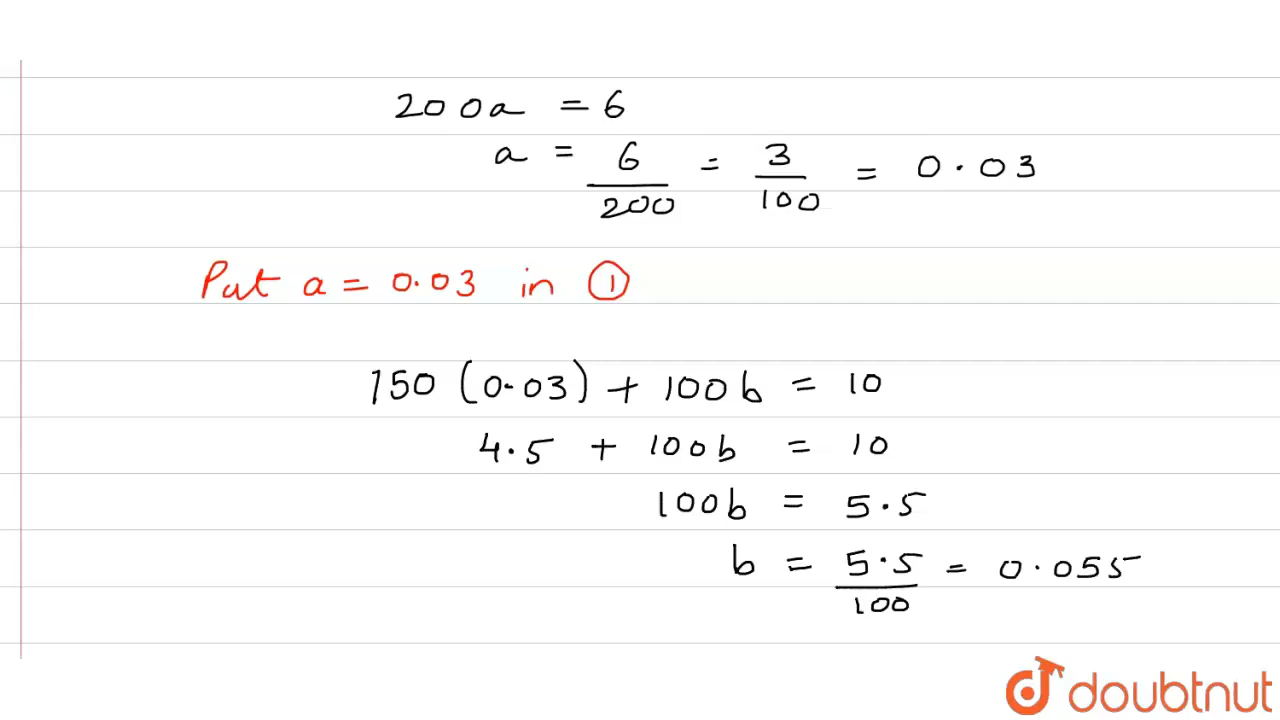 200a = 6
a = 6/200 = 3/100 = 0.03
Put a = 0.03 in ①
150 (0.03) + 100b = 10
4.5 + 100b = 10
100b = 5.5
b = 5.5/100 = 0.055
doubtnut